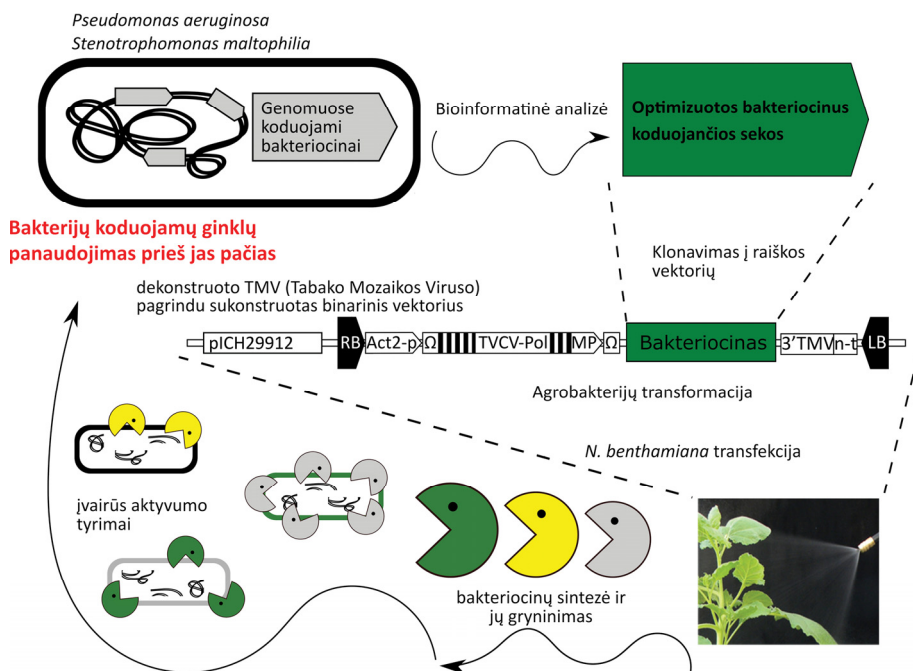 Pseudomonas aeruginosa
Stenotrophomonas maltophilia
Genomuose
koduojami
bakteriocinai
Bioinformatinė analizė
Optimizuotos bakteriocinus
koduojančios sekos
Bakterijų koduojamų ginklų
panaudojimas prieš jas pačias
Klonavimas į raiškos
vektorių
dekonstruoto TMV (Tabako Mozaikos Viruso)
pagrindu sukonstruotas binarinis vektorius
pICH29912 RB Act2-p Ω TVCV-Pol MP Ω Bakteriocinas 3'TMV n-t LB
Agrobakterijų transformacija
N. benthamiana transfekcija
įvairūs aktyvumo
tyrimai
bakteriocinų sintezė ir
jų gryninimas